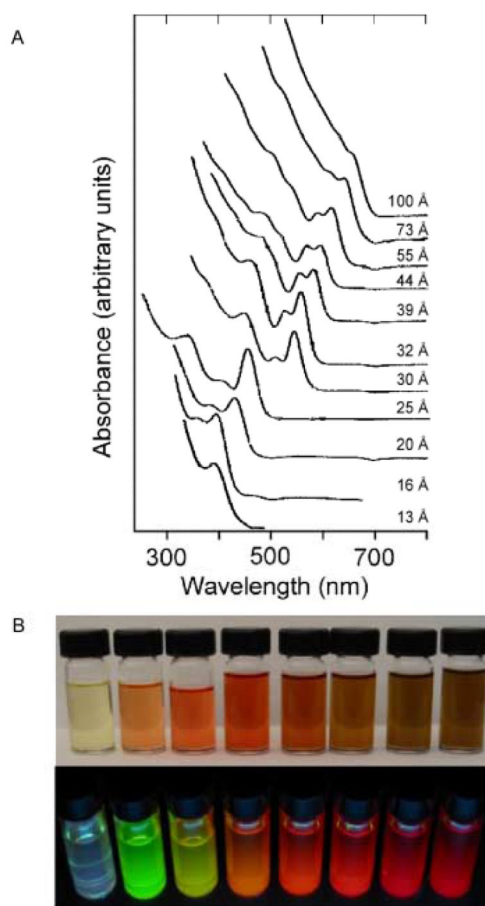 A
Absorbance (arbitrary units)
100 Å
73 Å
55 Å
44 Å
39 Å
32 Å
30 Å
25 Å
20 Å
16 Å
13 Å
300 500 700
Wavelength (nm)
B